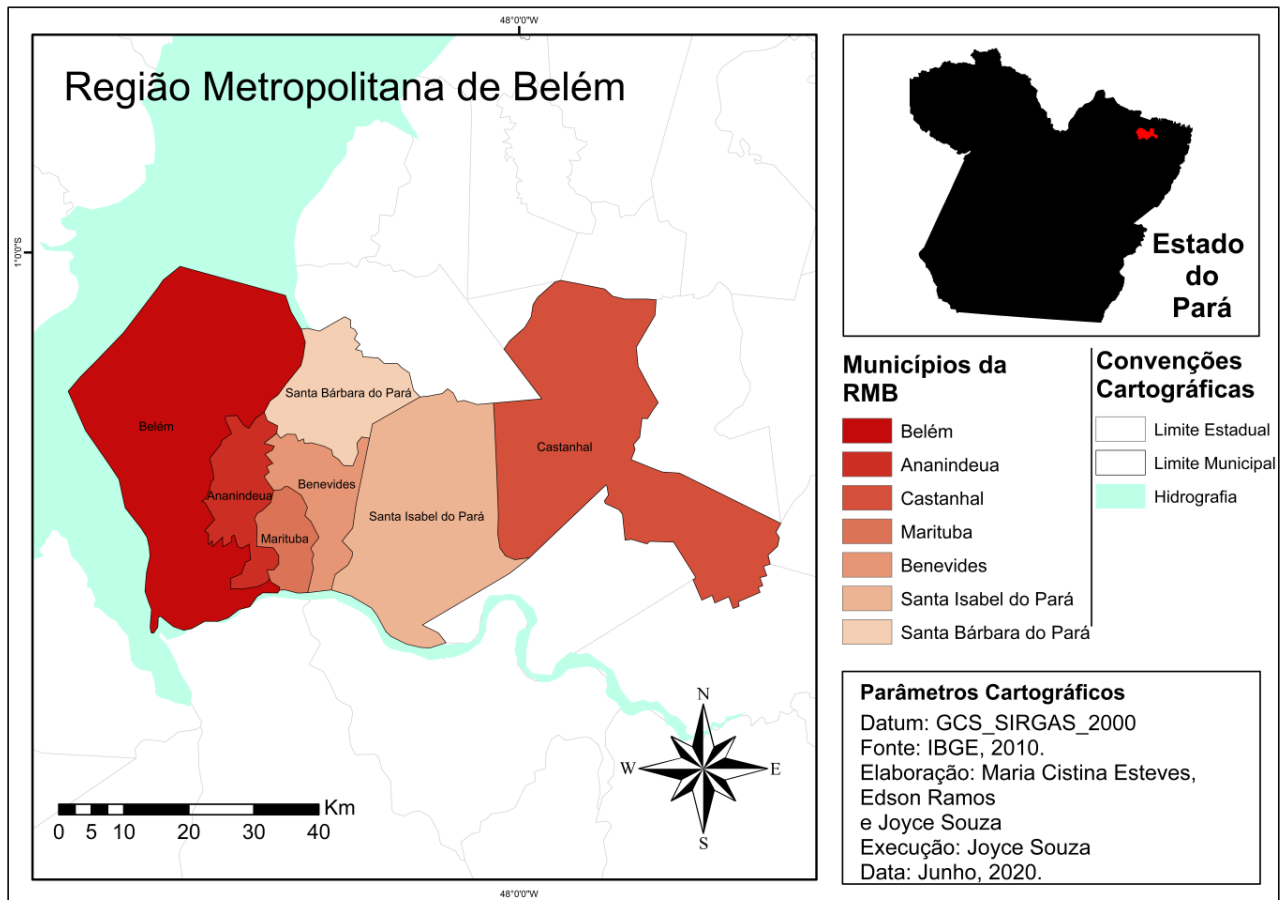 48°0'0"W
Região Metropolitana de Belém
1°0'0"S
Santa Bárbara do Pará
Belém
Castanhal
Benevides
Ananindeua
Santa Isabel do Pará
Marituba
N
W
E
S
Km
0 5 10 20 30 40
48°0'0"W
Estado
do
Pará
Municípios da
RMB
Belém
Ananindeua
Castanhal
Marituba
Benevides
Santa Isabel do Pará
Santa Bárbara do Pará
Convenções
Cartográficas
Limite Estadual
Limite Municipal
Hidrografia
Parâmetros Cartográficos
Datum: GCS_SIRGAS_2000
Fonte: IBGE, 2010.
Elaboração: Maria Cistina Esteves,
Edson Ramos
e Joyce Souza
Execução: Joyce Souza
Data: Junho, 2020.